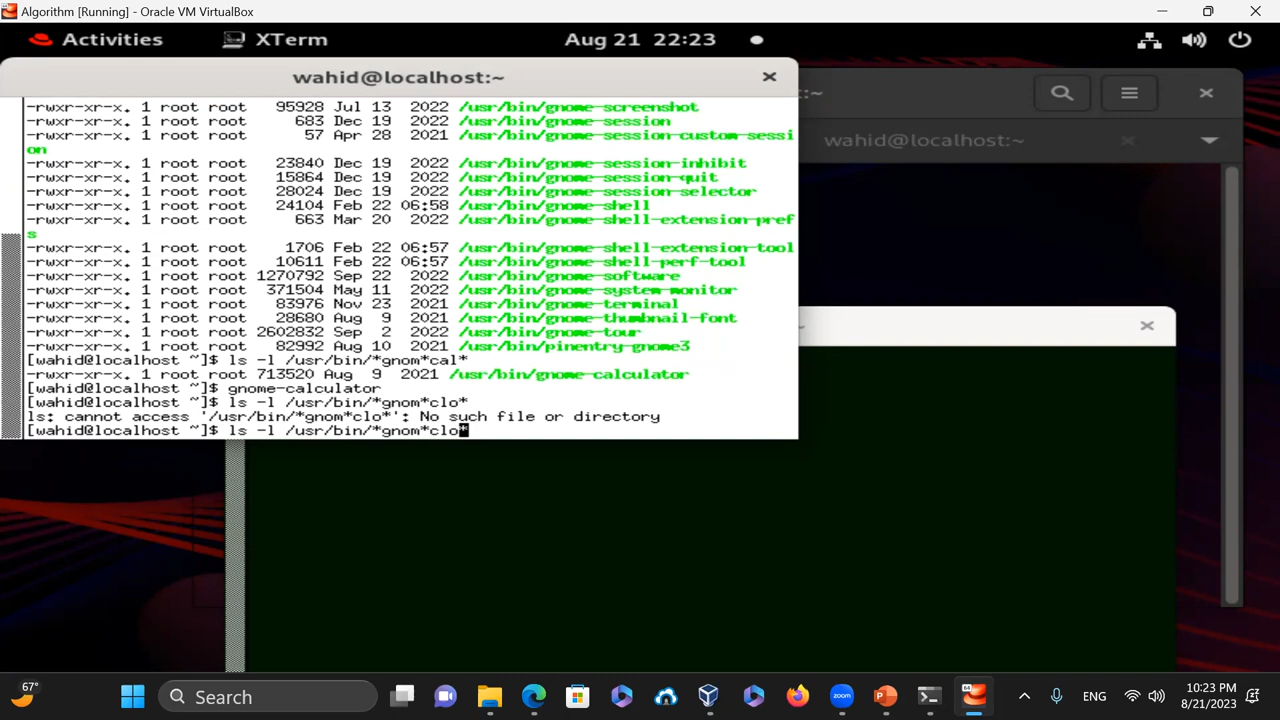 Algorithm [Running] - Oracle VM VirtualBox
Activities XTerm Aug 21 22:23
wahid@localhost:~
:~
wahid@localhost:~
-rwxr-xr-x. 1 root root 95928 Jul 13 2022 /usr/bin/gnome-screenshot
-rwxr-xr-x. 1 root root 683 Dec 19 2022 /usr/bin/gnome-session
-rwxr-xr-x. 1 root root 57 Apr 28 2021 /usr/bin/gnome-session-custom-sessi
on
-rwxr-xr-x. 1 root root 23840 Dec 19 2022 /usr/bin/gnome-session-inhibit
-rwxr-xr-x. 1 root root 15864 Dec 19 2022 /usr/bin/gnome-session-quit
-rwxr-xr-x. 1 root root 28024 Dec 19 2022 /usr/bin/gnome-session-selector
-rwxr-xr-x. 1 root root 24104 Feb 22 06:58 /usr/bin/gnome-shell
-rwxr-xr-x. 1 root root 663 Mar 20 2022 /usr/bin/gnome-shell-extension-pref
s
-rwxr-xr-x. 1 root root 1706 Feb 22 06:57 /usr/bin/gnome-shell-extension-tool
-rwxr-xr-x. 1 root root 10611 Feb 22 06:57 /usr/bin/gnome-shell-perf-tool
-rwxr-xr-x. 1 root root 1270792 Sep 22 2022 /usr/bin/gnome-software
-rwxr-xr-x. 1 root root 371504 May 11 2022 /usr/bin/gnome-system-monitor
-rwxr-xr-x. 1 root root 83976 Nov 23 2021 /usr/bin/gnome-terminal
-rwxr-xr-x. 1 root root 28680 Aug 9 2021 /usr/bin/gnome-thumbnail-font
-rwxr-xr-x. 1 root root 2602832 Sep 2 2022 /usr/bin/gnome-tour
-rwxr-xr-x. 1 root root 82992 Aug 10 2021 /usr/bin/pinentry-gnome3
[wahid@localhost ~]$ ls -l /usr/bin/*gnom*cal*
-rwxr-xr-x. 1 root root 713520 Aug 9 2021 /usr/bin/gnome-calculator
[wahid@localhost ~]$ gnome-calculator
[wahid@localhost ~]$ ls -l /usr/bin/*gnom*clo*
ls: cannot access '/usr/bin/*gnom*clo*': No such file or directory
[wahid@localhost ~]$ ls -l /usr/bin/*gnom*clo*
~
67°
Search
zoom
ENG
10:23 PM
8/21/2023